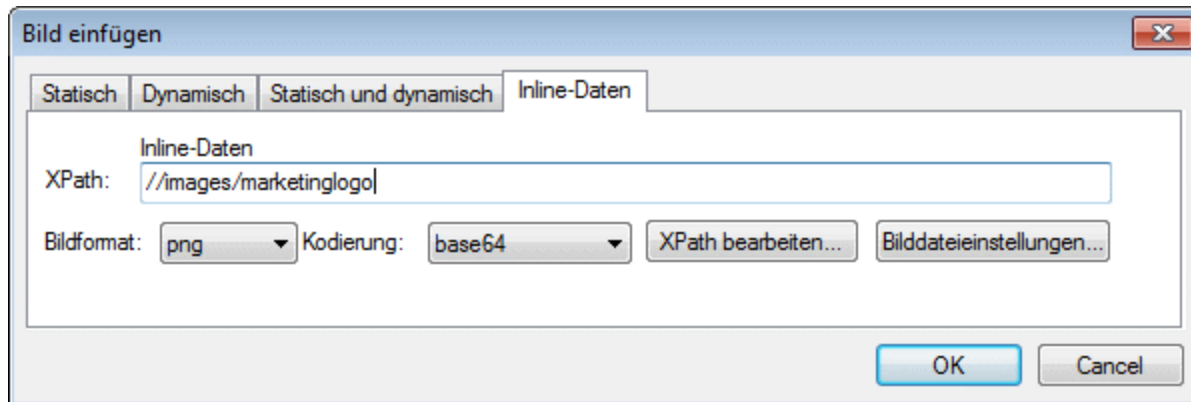 Bild einfügen
Statisch Dynamisch Statisch und dynamisch Inline-Daten
Inline-Daten
XPath: //images/marketinglogo
Bildformat: png Kodierung: base64 XPath bearbeiten... Bilddateieinstellungen...
OK Cancel